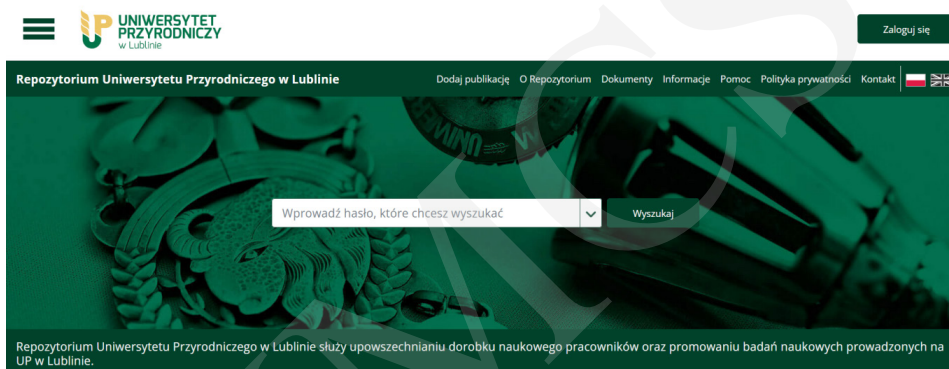 UNIWERSYTET
PRZYRODNICZY
w Lublinie
Zaloguj się
Repozytorium Uniwersytetu Przyrodniczego w Lublinie
Dodaj publikację O Repozytorium Dokumenty Informacje Pomoc Polityka prywatności Kontakt
Wprowadź hasło, które chcesz wyszukać
Wyszukaj
Repozytorium Uniwersytetu Przyrodniczego w Lublinie służy upowszechnianiu dorobku naukowego pracowników oraz promowaniu badań naukowych prowadzonych na
UP w Lublinie.